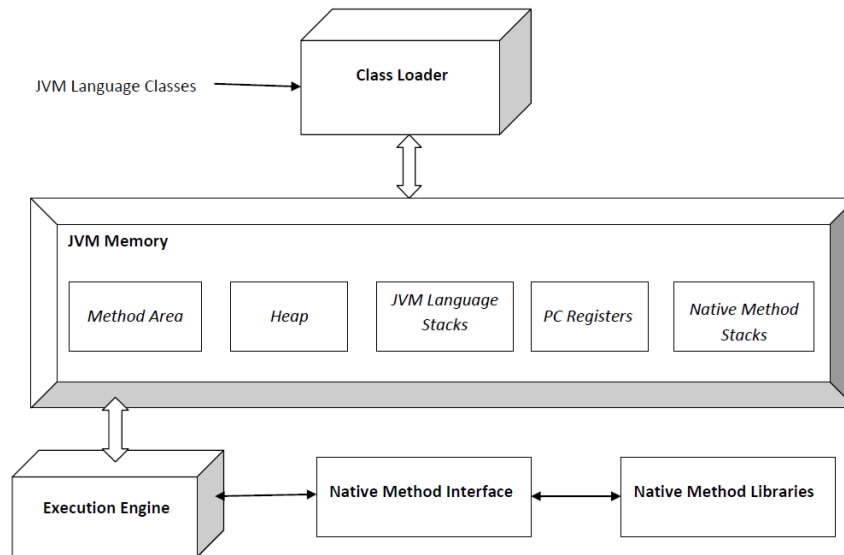 Class Loader
JVM Language Classes
JVM Memory
Method Area
Heap
JVM Language
Stacks
PC Registers
Native Method
Stacks
Execution Engine
Native Method Interface
Native Method Libraries